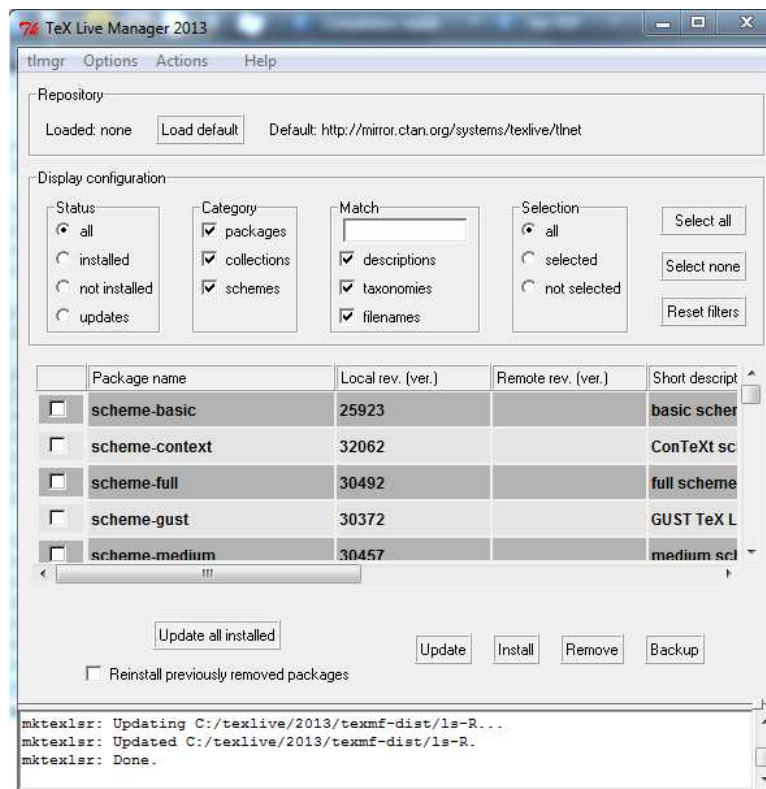 TeX Live Manager 2013
tlmgr Options Actions Help
Repository
Loaded: none Load default Default: http://mirror.ctan.org/systems/texlive/tlnet
Display configuration
Status Category Match Selection
all packages all Select all
installed collections descriptions selected Select none
not installed schemes taxonomies not selected
updates filenames Reset filters
Package name Local rev. (ver.) Remote rev. (ver.) Short descript
scheme-basic 25923 basic schem
scheme-context 32062 ConTeXt sc
scheme-full 30492 full scheme
scheme-gust 30372 GUST TeX L
scheme-medium 30457 medium scl
Update all installed Update Install Remove Backup
Reinstall previously removed packages
mktexlsr: Updating C:/texlive/2013/texmf-dist/ls-R...
mktexlsr: Updated C:/texlive/2013/texmf-dist/ls-R.
mktexlsr: Done.